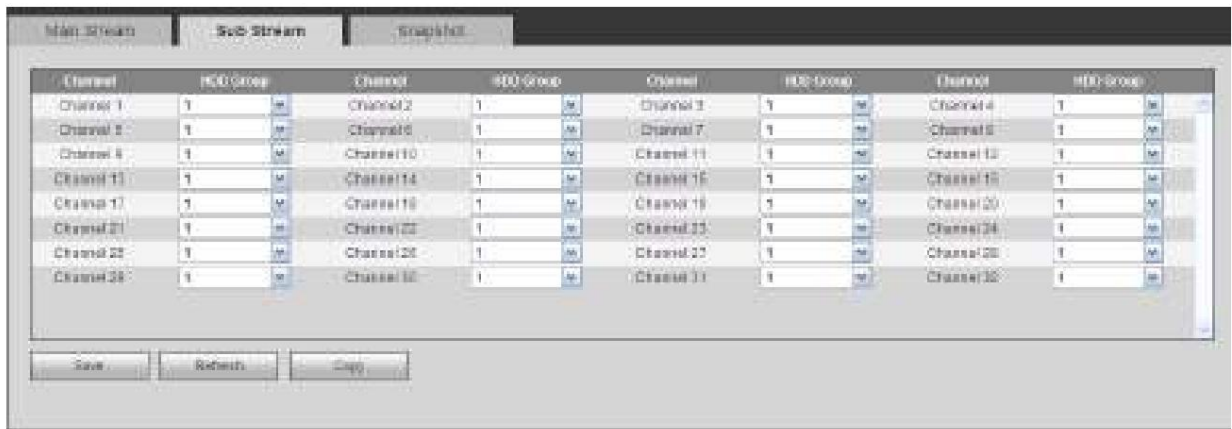 Main Stream Sub Stream Snapshot
Channel HDD Group Channel HDD Group Channel HDD Group Channel HDD Group
Channel 1 1 Channel 2 1 Channel 3 1 Channel 4 1
Channel 5 1 Channel 6 1 Channel 7 1 Channel 8 1
Channel 9 1 Channel 10 1 Channel 11 1 Channel 12 1
Channel 13 1 Channel 14 1 Channel 15 1 Channel 16 1
Channel 17 1 Channel 18 1 Channel 19 1 Channel 20 1
Channel 21 1 Channel 22 1 Channel 23 1 Channel 24 1
Channel 25 1 Channel 26 1 Channel 27 1 Channel 28 1
Channel 29 1 Channel 30 1 Channel 31 1 Channel 32 1
Save Refresh Copy